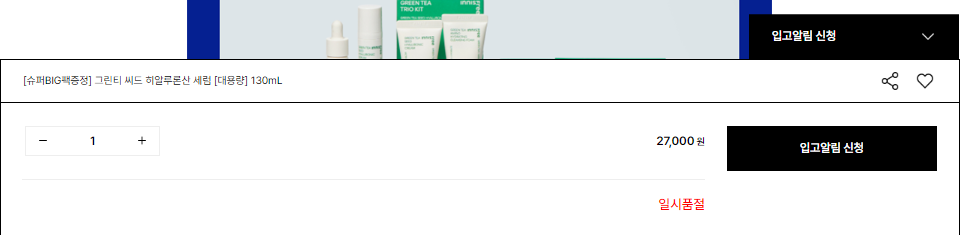 GREEN TEA
TRIO KIT
입고알림 신청
[슈퍼BIG팩증정] 그린티 씨드 히알루론산 세럼 [대용량] 130mL
− 1 +
27,000 원
입고알림 신청
일시품절